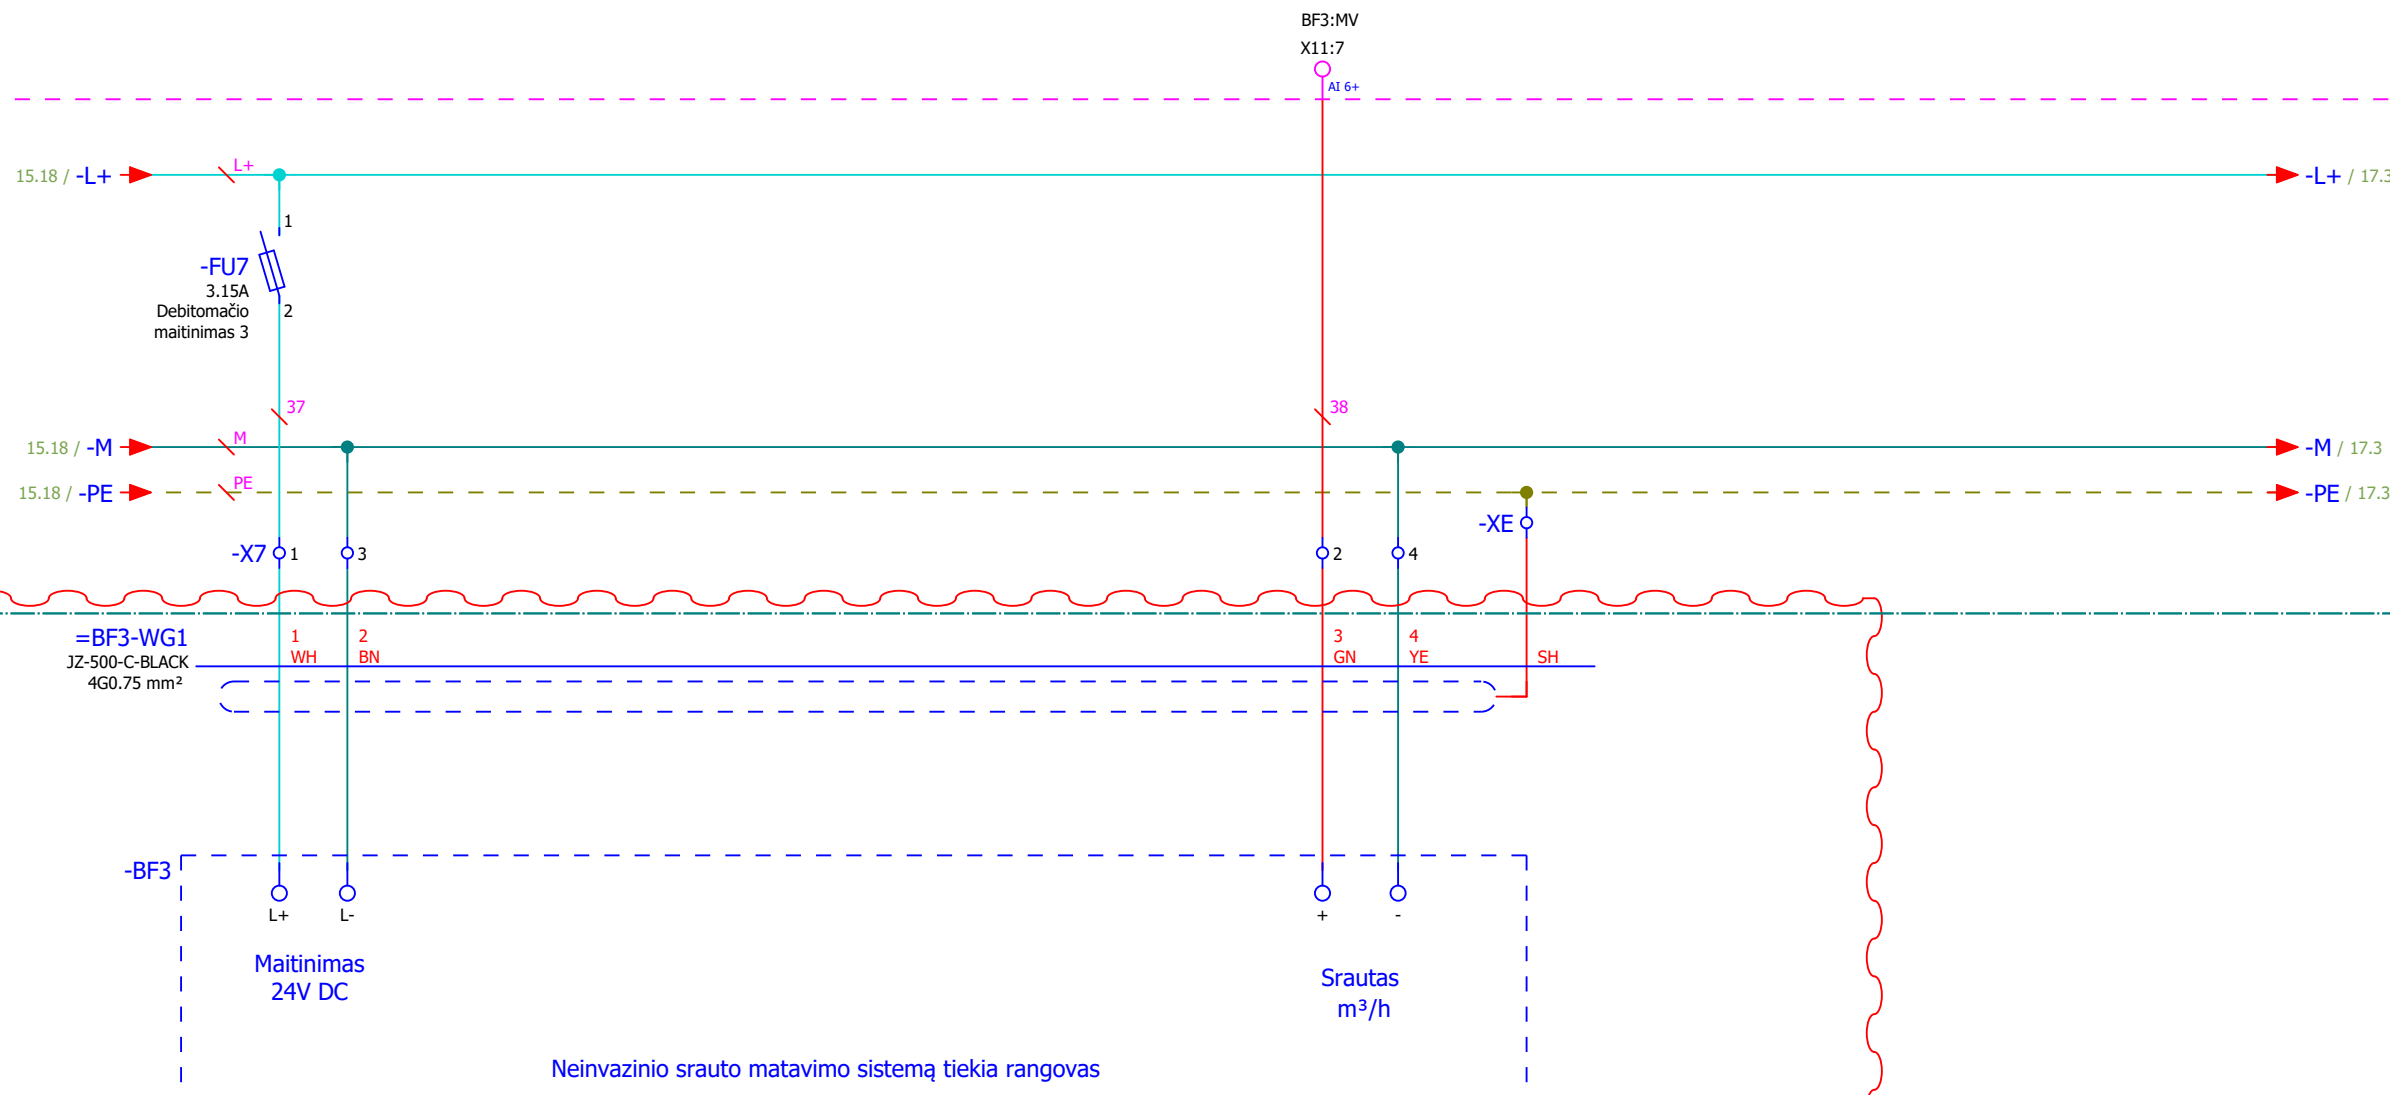 BF3:MV
X11:7
AI 6+
15.18 / -L+
L+
-L+ / 17.3
1
-FU7
3.15A
Debitomačio
maitinimas 3
2
37
38
15.18 / -M
M
-M / 17.3
15.18 / -PE
PE
-PE / 17.3
-XE
-X7 1
3
2
4
=BF3-WG1
JZ-500-C-BLACK
4G0.75 mm²
1
WH
2
BN
3
GN
4
YE
SH
-BF3
L+
L-
+
-
Maitinimas
24V DC
Srautas
m³/h
Neinvazinio srauto matavimo sistemą tiekia rangovas